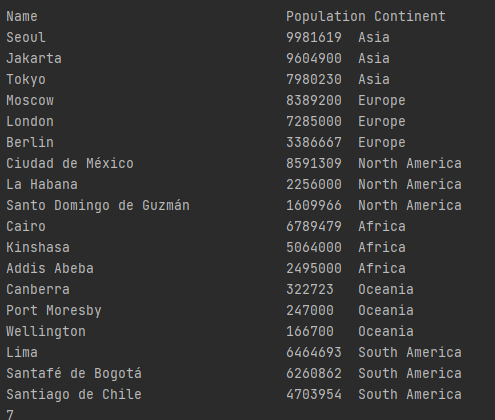 Name Population Continent
Seoul 9981619 Asia
Jakarta 9604900 Asia
Tokyo 7980230 Asia
Moscow 8389200 Europe
London 7285000 Europe
Berlin 3386667 Europe
Ciudad de México 8591309 North America
La Habana 2256000 North America
Santo Domingo de Guzmán 1609966 North America
Cairo 6789479 Africa
Kinshasa 5064000 Africa
Addis Abeba 2495000 Africa
Canberra 322723 Oceania
Port Moresby 247000 Oceania
Wellington 166700 Oceania
Lima 6464693 South America
Santafé de Bogotá 6260862 South America
Santiago de Chile 4703954 South America
7